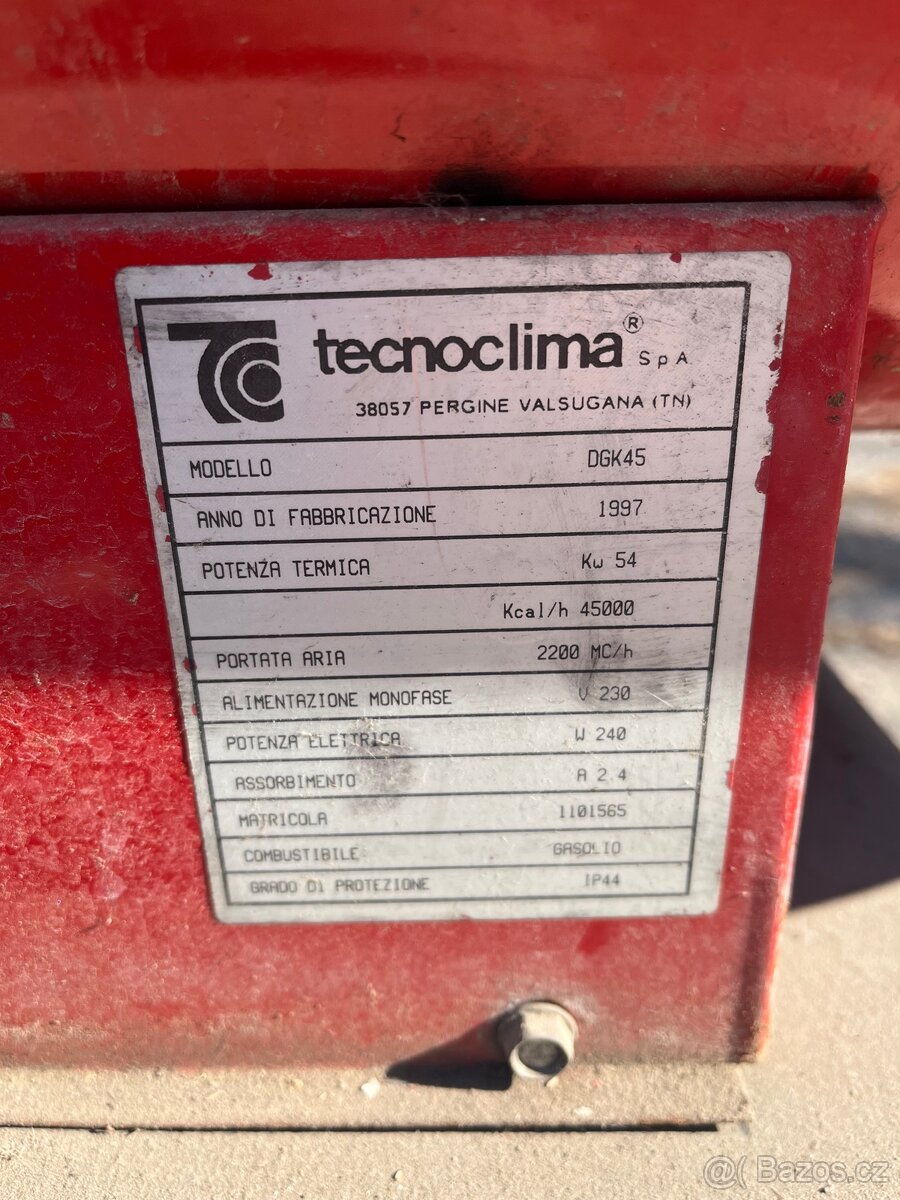 tecnoclima® SpA
38057 PERGINE VALSUGANA (TN)
MODELLO DGK45
ANNO DI FABBRICAZIONE 1997
POTENZA TERMICA Kw 54
Kcal/h 45000
PORTATA ARIA 2200 MC/h
ALIMENTAZIONE MONOFASE V 230
POTENZA ELETTRICA W 240
ASSORBIMENTO A 2.4
MATRICOLA 1101565
COMBUSTIBILE GASOLIO
GRADO DI PROTEZIONE IP44
@( Bazos.cz